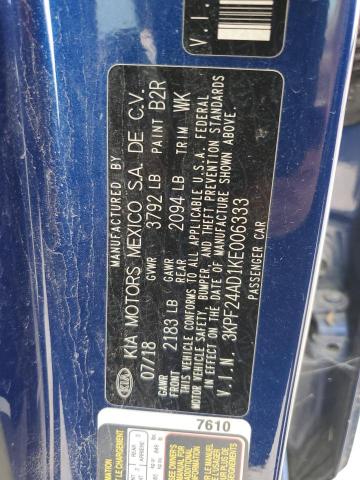 V.I.
KIA
MANUFACTURED BY
KIA MOTORS MEXICO S.A. DE C.V.
07/18 GVWR 3792 LB PAINT B2R
GAWR FRONT 2183 LB GAWR REAR 2094 LB TRIM WK
THIS VEHICLE CONFORMS TO ALL APPLICABLE U.S.A. FEDERAL
MOTOR VEHICLE SAFETY, BUMPER, AND THEFT PREVENTION STANDARDS
IN EFFECT ON THE DATE OF MANUFACTURE SHOWN ABOVE.
V.I.N. 3KPF24AD1KE006333
PASSENGER CAR
7610